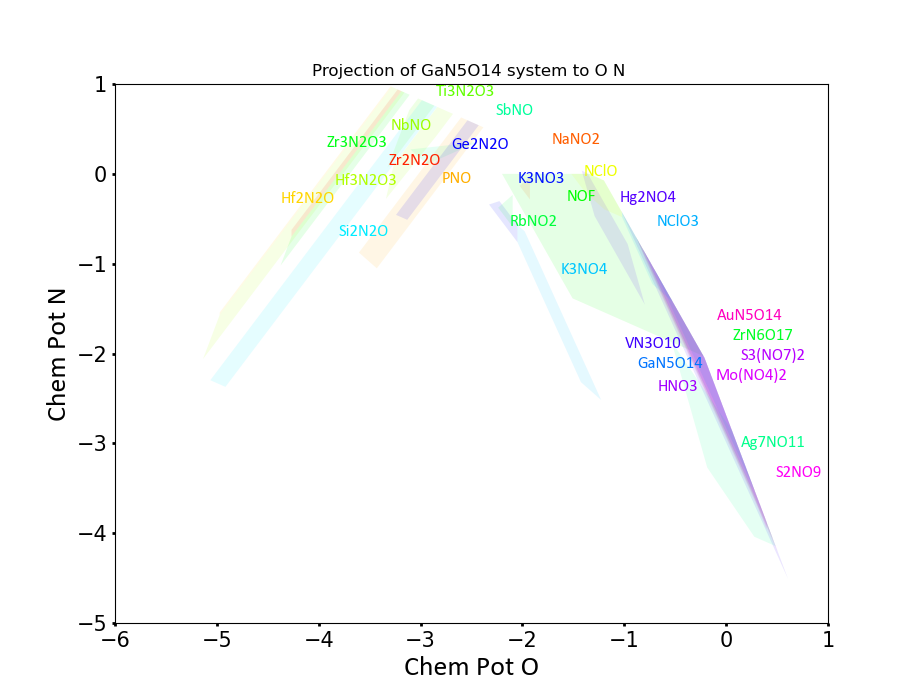 Projection of GaN5O14 system to O N
1
Ti3N2O3
SbNO
NbNO
NaNO2
Zr3N2O3
Ge2N2O
Zr2N2O
0
Hf3N2O3
PNO
K3NO3
NClO
Hf2N2O
NOF
Hg2NO4
Si2N2O
RbNO2
NClO3
−1
K3NO4
AuN5O14
ZrN6O17
VN3O10
−2
S3(NO7)2
GaN5O14
Mo(NO4)2
HNO3
−3
Ag7NO11
S2NO9
−4
−5
−6
−5
−4
−3
−2
−1
0
1
Chem Pot O
Chem Pot N